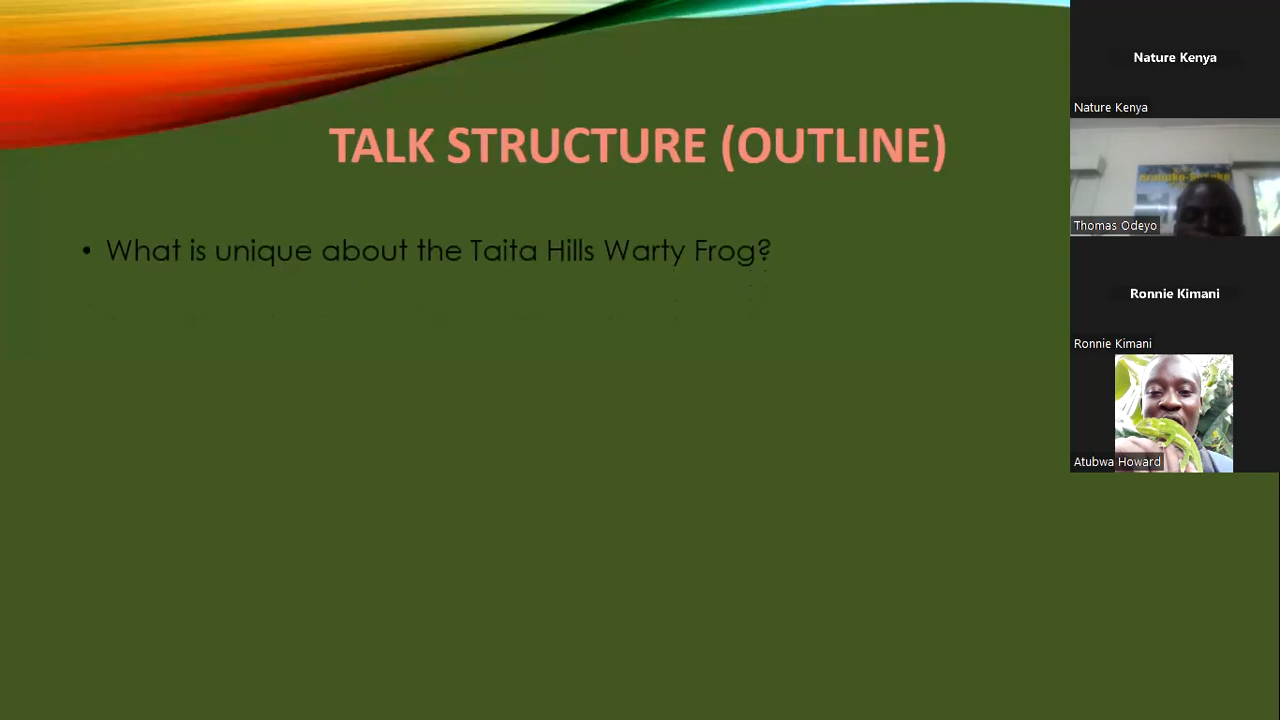 TALK STRUCTURE (OUTLINE)
• What is unique about the Taita Hills Warty Frog?
Nature Kenya
Nature Kenya
Thomas Odeyo
Ronnie Kimani
Ronnie Kimani
Atubwa Howard